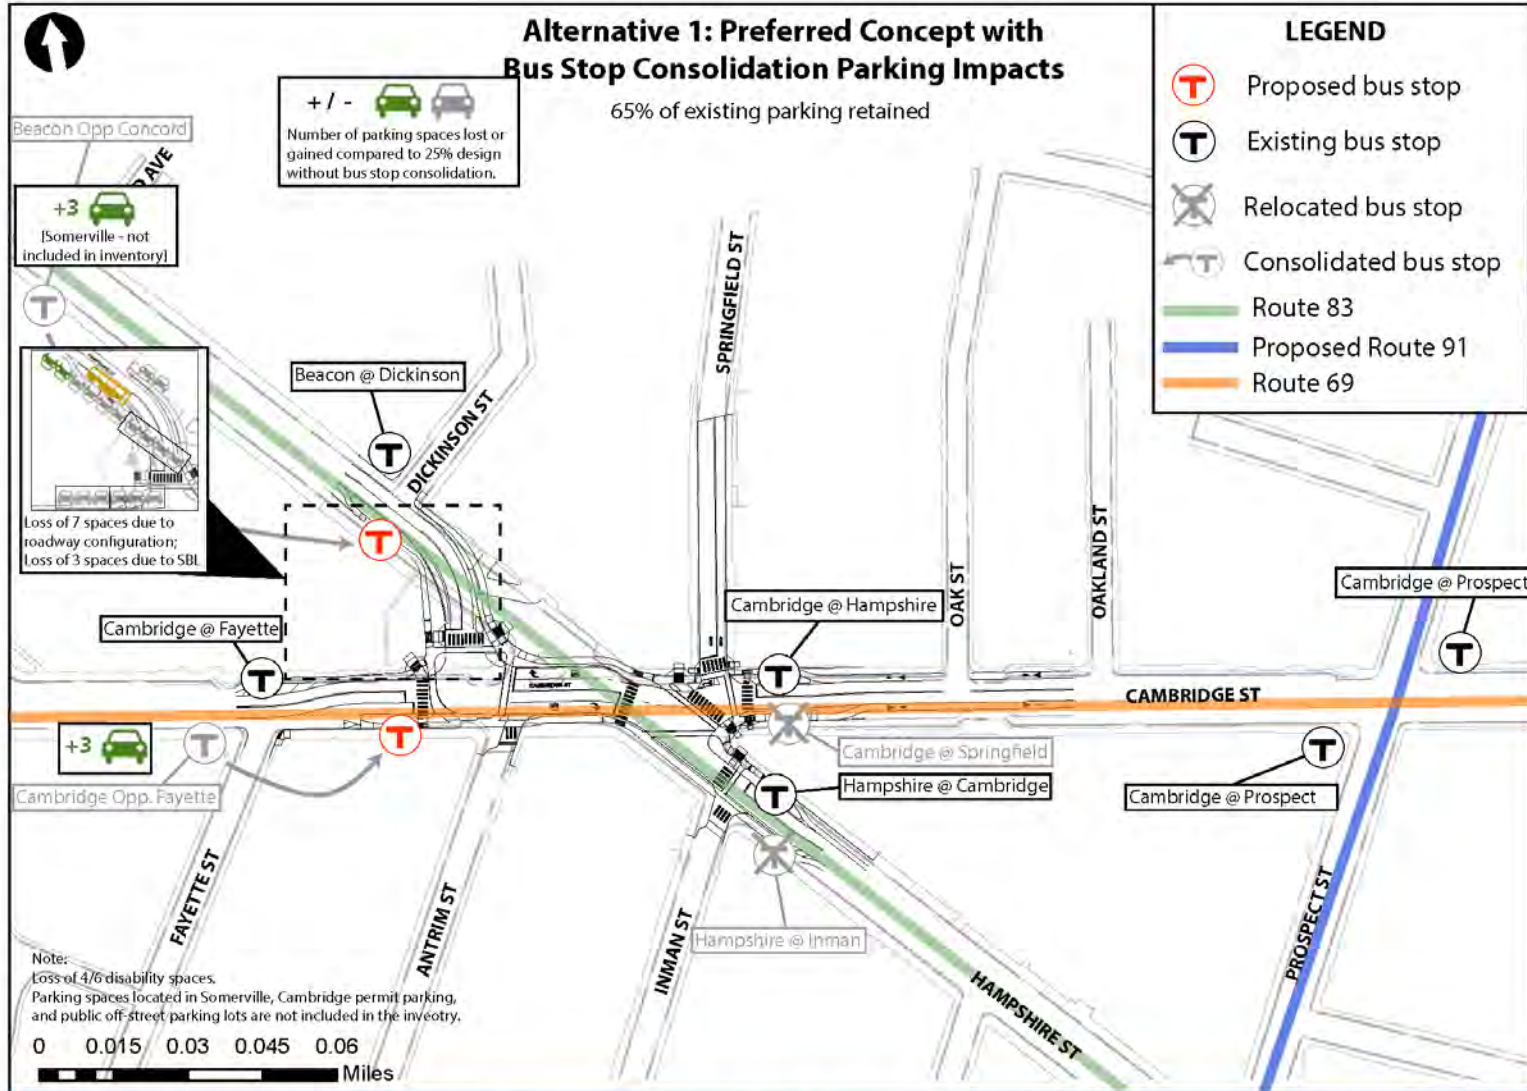 Alternative 1: Preferred Concept with
Bus Stop Consolidation Parking Impacts
65% of existing parking retained
+ / -
Number of parking spaces lost or
gained compared to 25% design
without bus stop consolidation.
LEGEND
T Proposed bus stop
T Existing bus stop
T Relocated bus stop
T Consolidated bus stop
Route 83
Proposed Route 91
Route 69
Beacon Opp Concord
AVE
+3
[Somerville - not
included in inventory]
T
Loss of 7 spaces due to
roadway configuration;
Loss of 3 spaces due to SBL
Beacon @ Dickinson
T
DICKINSON ST
SPRINGFIELD ST
OAK ST
OAKLAND ST
T
Cambridge @ Fayette
T
Cambridge @ Hampshire
T
Cambridge @ Prospect
T
CAMBRIDGE ST
CAMBRIDGE ST
+3
T
T
Cambridge Opp. Fayette
T
Cambridge @ Springfield
Hampshire @ Cambridge
T
T
Cambridge @ Prospect
T
Hampshire @ Inman
FAYETTE ST
ANTRIM ST
INMAN ST
HAMPSHIRE ST
PROSPECT ST
Note:
Loss of 4/6 disability spaces.
Parking spaces located in Somerville, Cambridge permit parking,
and public off-street parking lots are not included in the inveotry.
0 0.015 0.03 0.045 0.06
Miles